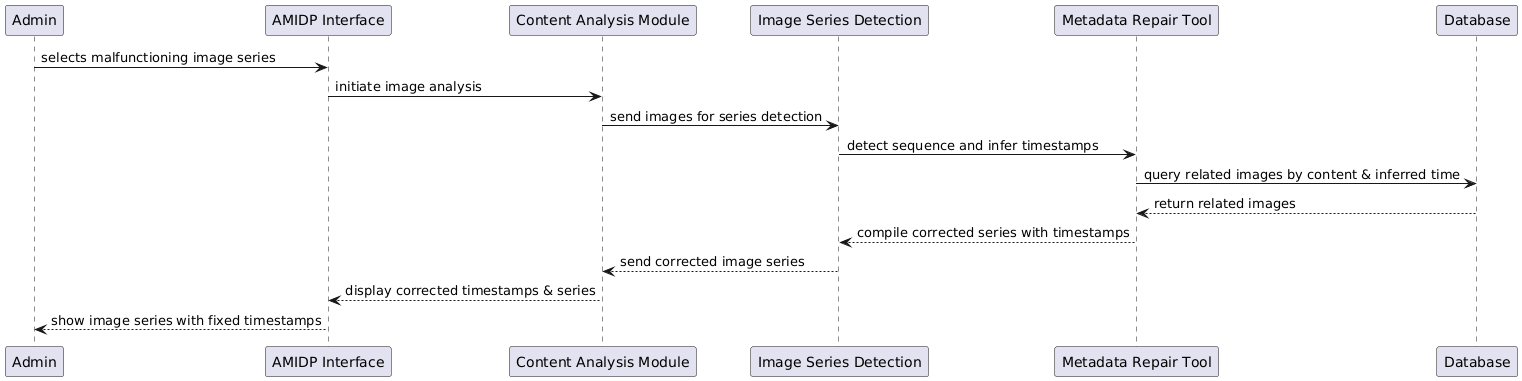 Admin
AMIDP Interface
Content Analysis Module
Image Series Detection
Metadata Repair Tool
Database
selects malfunctioning image series
initiate image analysis
send images for series detection
detect sequence and infer timestamps
query related images by content & inferred time
return related images
compile corrected series with timestamps
send corrected image series
display corrected timestamps & series
show image series with fixed timestamps
Admin
AMIDP Interface
Content Analysis Module
Image Series Detection
Metadata Repair Tool
Database